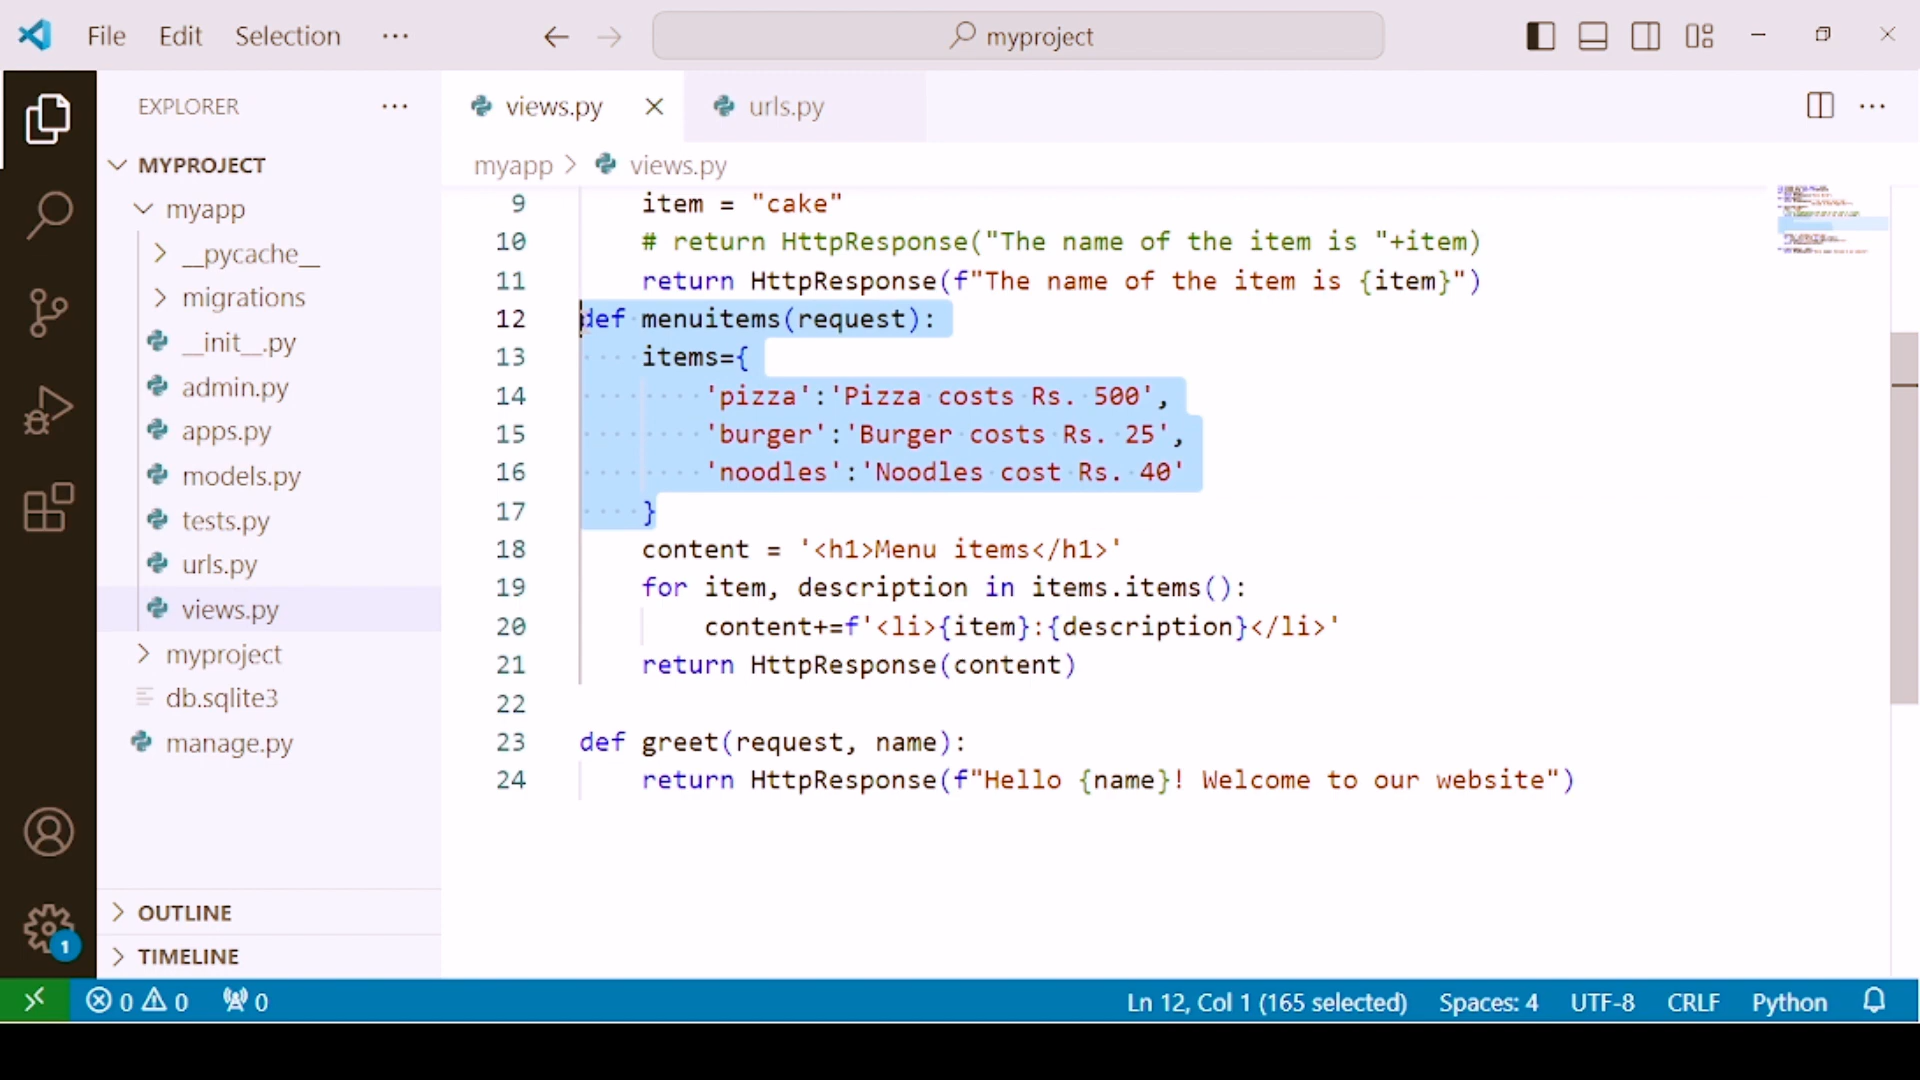 File Edit Selection ... myproject
EXPLORER ...
MYPROJECT
myapp
__pycache__
migrations
__init__.py
admin.py
apps.py
models.py
tests.py
urls.py
views.py
myproject
db.sqlite3
manage.py
OUTLINE
TIMELINE
views.py urls.py
myapp > views.py
9 item = "cake"
10 # return HttpResponse("The name of the item is "+item)
11 return HttpResponse(f"The name of the item is {item}")
12 def menuitems(request):
13 items={
14 'pizza':'Pizza costs Rs. 500',
15 'burger':'Burger costs Rs. 25',
16 'noodles':'Noodles cost Rs. 40'
17 }
18 content = '<h1>Menu items</h1>'
19 for item, description in items.items():
20 content+=f'<li>{item}:{description}</li>'
21 return HttpResponse(content)
22
23 def greet(request, name):
24 return HttpResponse(f"Hello {name}! Welcome to our website")
1
0 0 0 Ln 12, Col 1 (165 selected) Spaces: 4 UTF-8 CRLF Python